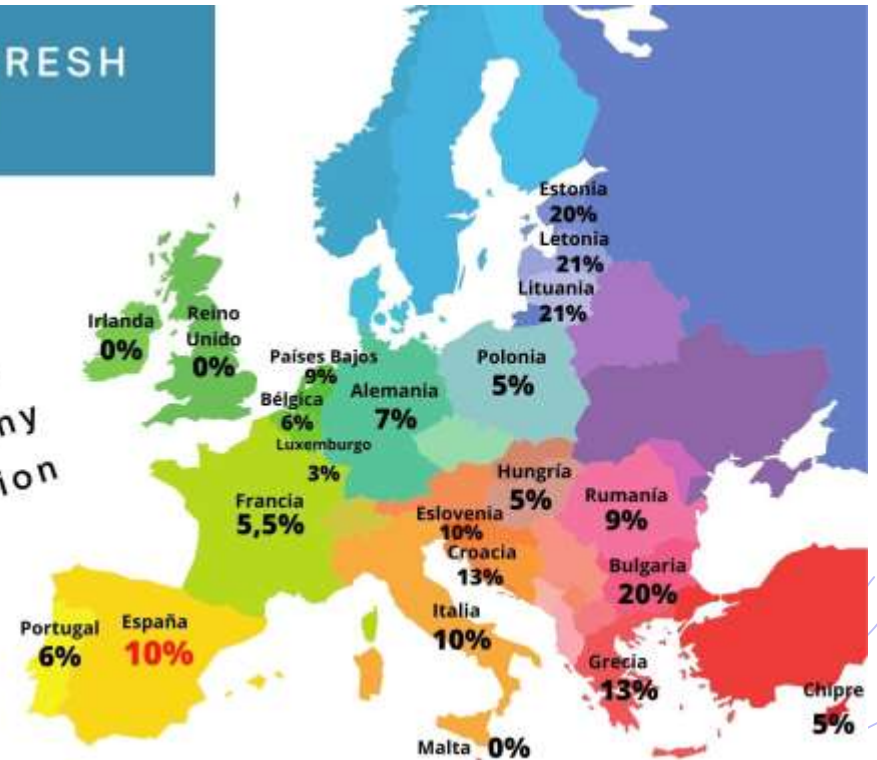 RESH
Estonia
20%
Letonia
21%
Lituania
21%
Irlanda
0%
Reino
Unido
0%
Países Bajos
9%
Bélgica
6%
Luxemburgo
3%
Alemania
7%
Polonia
5%
ny
ion
Francia
5,5%
Hungría
5%
Rumanía
9%
Eslovenia
10%
Croacia
13%
Bulgaria
20%
Portugal
6%
España
10%
Italia
10%
Grecia
13%
Chipre
5%
Malta 0%